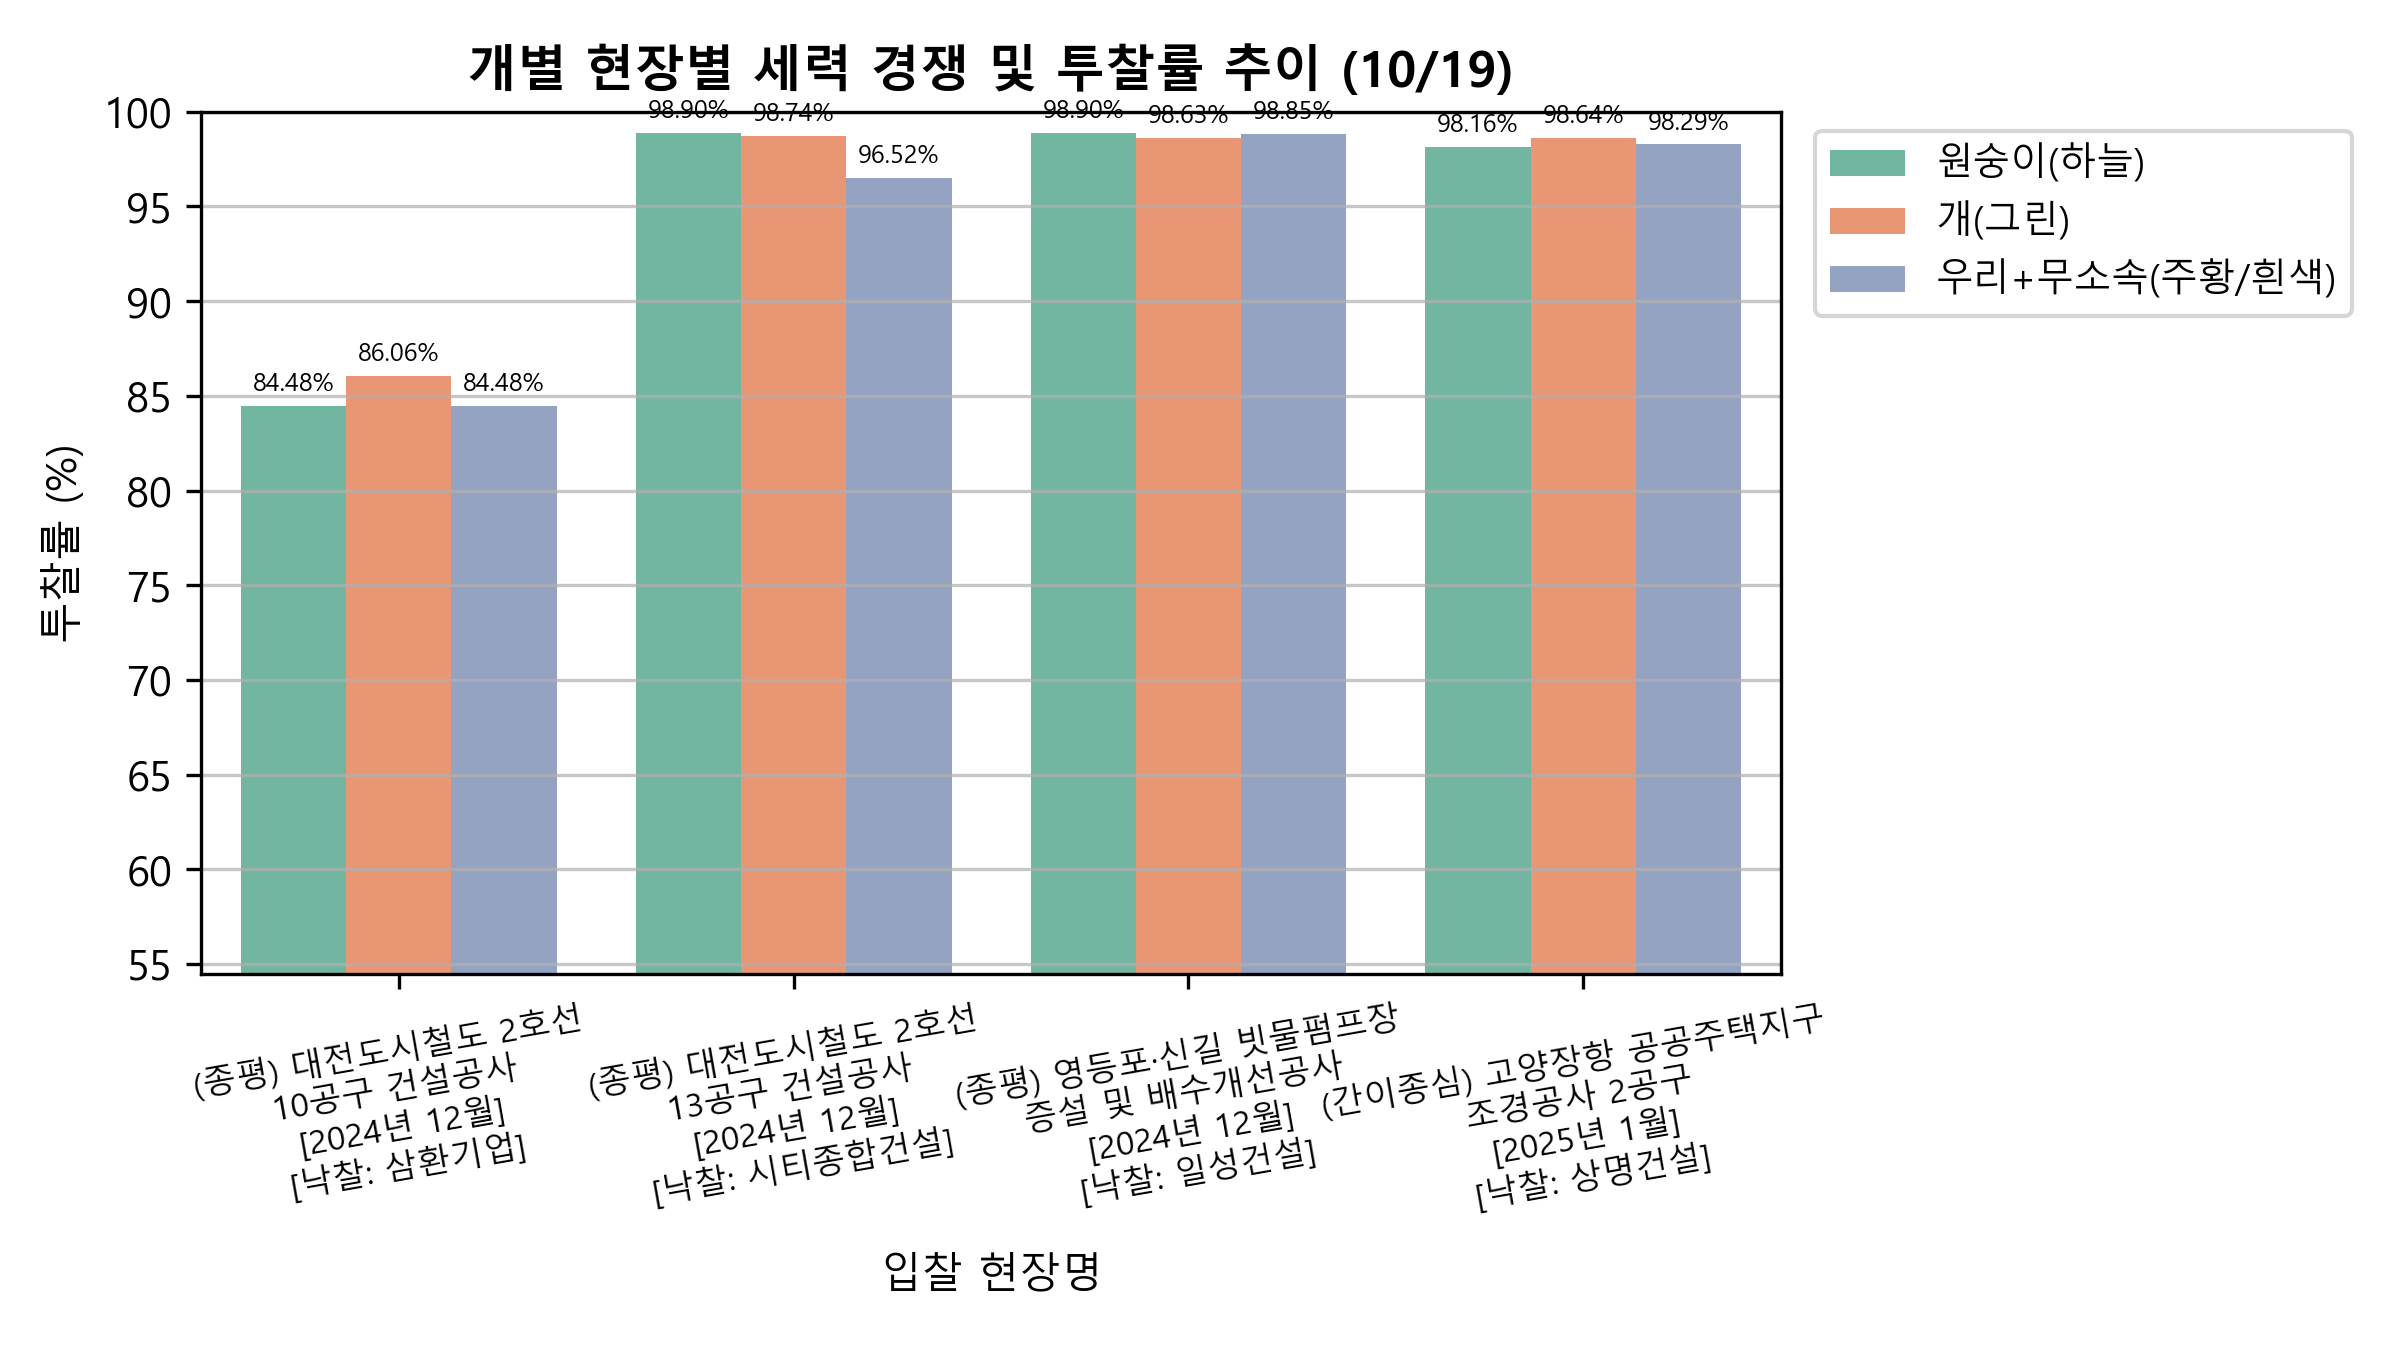 개별 현장별 세력 경쟁 및 투찰률 추이 (10/19)
100
95
90
85
80
75
70
65
60
55
투찰률 (%)
84.48%
86.06%
84.48%
98.90%
98.74%
96.52%
98.90%
98.63%
98.85%
98.16%
98.64%
98.29%
원숭이(하늘)
개(그린)
우리+무소속(주황/흰색)
(종평) 대전도시철도 2호선
10공구 건설공사
[2024년 12월]
[낙찰: 삼환기업]
(종평) 대전도시철도 2호선
13공구 건설공사
[2024년 12월]
[낙찰: 시티종합건설]
(종평) 영등포·신길 빗물펌프장
증설 및 배수개선공사
[2024년 12월]
[낙찰: 일성건설]
(간이종심) 고양장항 공공주택지구
조경공사 2공구
[2025년 1월]
[낙찰: 상명건설]
입찰 현장명